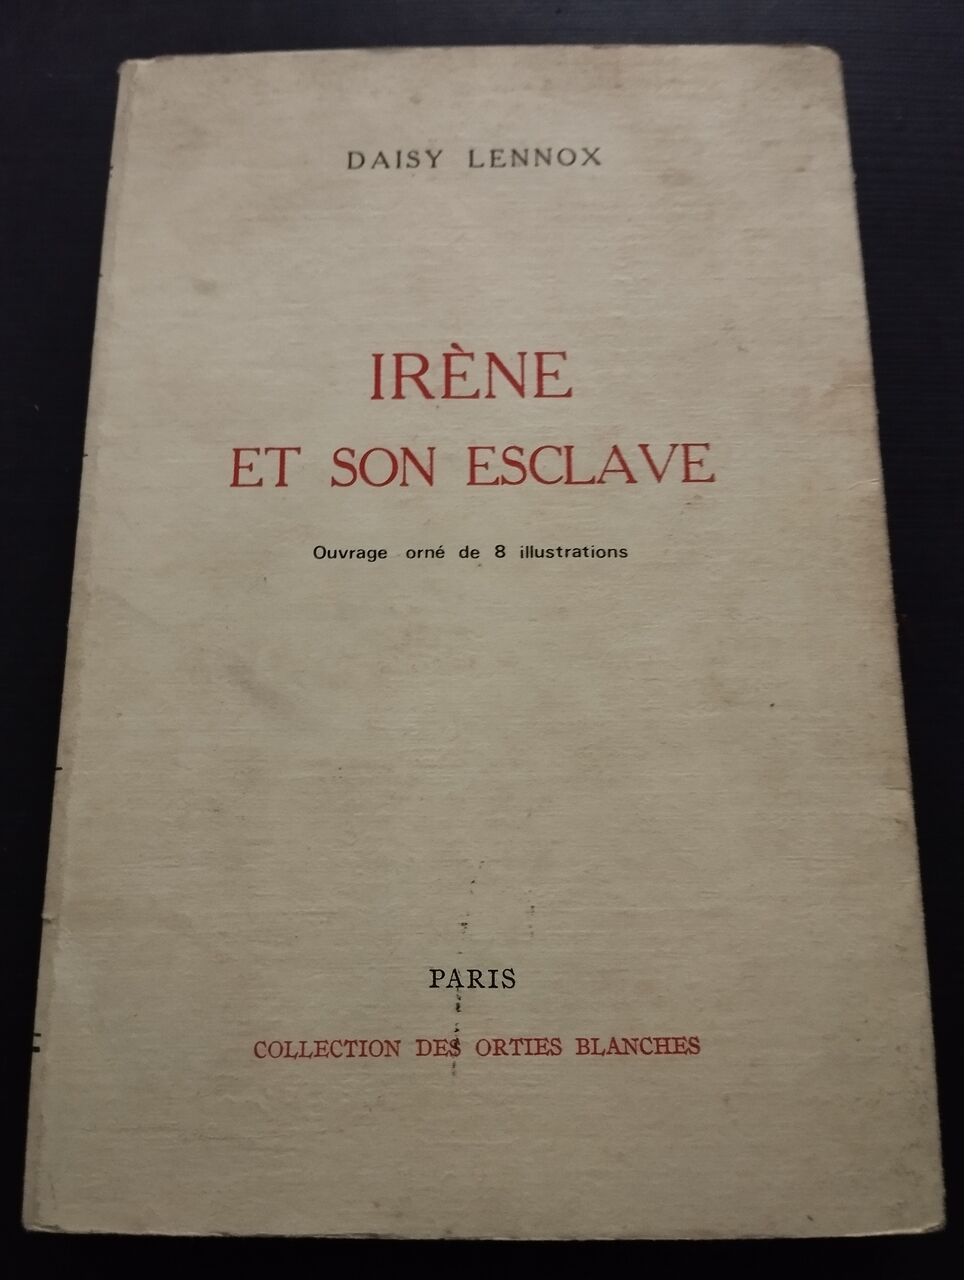 DAISY LENNOX
IRÈNE
ET SON ESCLAVE
Ouvrage orné de 8 illustrations
PARIS
COLLECTION DES ORTIES BLANCHES